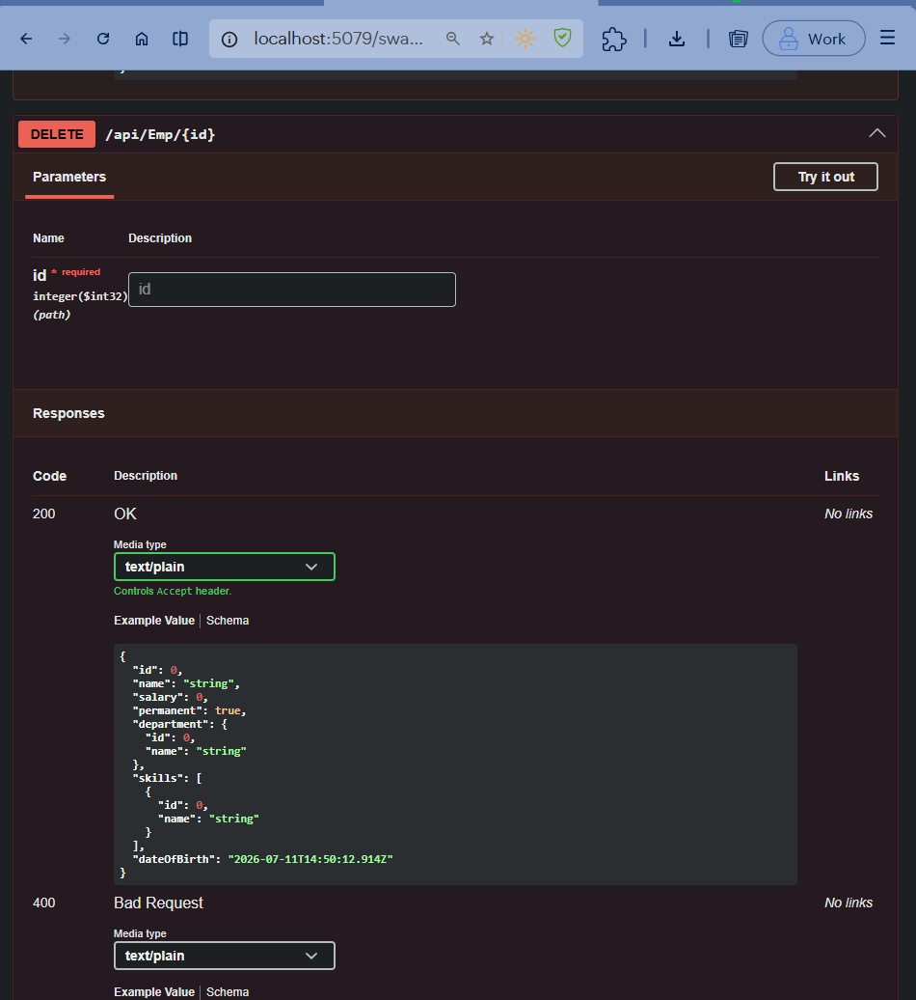 localhost:5079/swa...
Work
DELETE /api/Emp/{id}
Parameters
Try it out
Name Description
id * required
integer($int32)
(path)
id
Responses
Code Description Links
200 OK No links
Media type
text/plain
Controls Accept header.
Example Value | Schema
{
  "id": 0,
  "name": "string",
  "salary": 0,
  "permanent": true,
  "department": {
    "id": 0,
    "name": "string"
  },
  "skills": [
    {
      "id": 0,
      "name": "string"
    }
  ],
  "dateOfBirth": "2026-07-11T14:50:12.914Z"
}
400 Bad Request No links
Media type
text/plain
Example Value | Schema